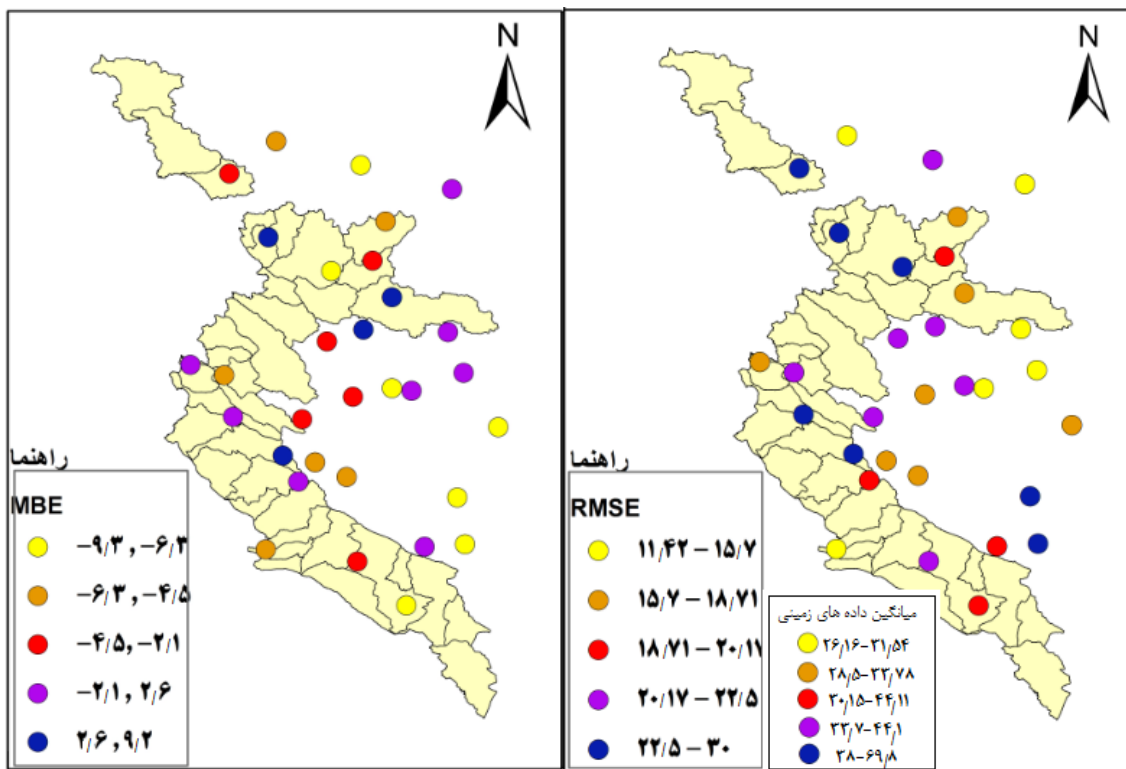 N
راهنما
MBE
-۹/۳ , -۶/۳
-۶/۳ , -۴/۵
-۴/۵, -۲/۱
-۲/۱, ۲/۶
۲/۶ , ۹/۲
N
راهنما
RMSE
۱۱/۴۲ - ۱۵/۷
۱۵/۷ - ۱۸/۷۱
۱۸/۷۱ - ۲۰/۱۷
۲۰/۱۷ - ۲۲/۵
۲۲/۵ - ۳۰
میانگین داده های زمینی
۲۶/۱۶-۳۱/۵۴
۲۸/۵-۳۳/۷۸
۳۰/۱۵-۴۴/۱۱
۳۳/۷-۴۴/۱
۳۸-۶۹/۸